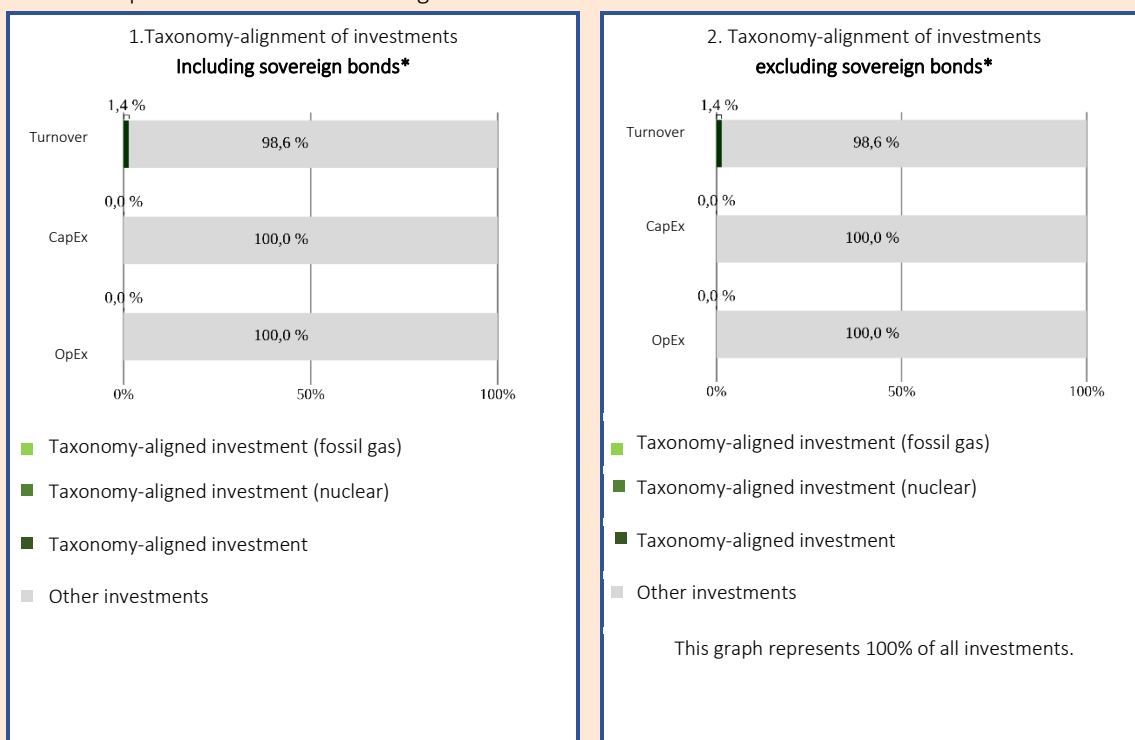 1.Taxonomy-alignment of investments
Including sovereign bonds*
1,4 %
Turnover
98,6 %
0,0 %
CapEx
100,0 %
0,0 %
OpEx
100,0 %
0%
50%
100%
Taxonomy-aligned investment (fossil gas)
Taxonomy-aligned investment (nuclear)
Taxonomy-aligned investment
Other investments
2. Taxonomy-alignment of investments
excluding sovereign bonds*
1,4 %
Turnover
98,6 %
0,0 %
CapEx
100,0 %
0,0 %
OpEx
100,0 %
0%
50%
100%
Taxonomy-aligned investment (fossil gas)
Taxonomy-aligned investment (nuclear)
Taxonomy-aligned investment
Other investments
This graph represents 100% of all investments.